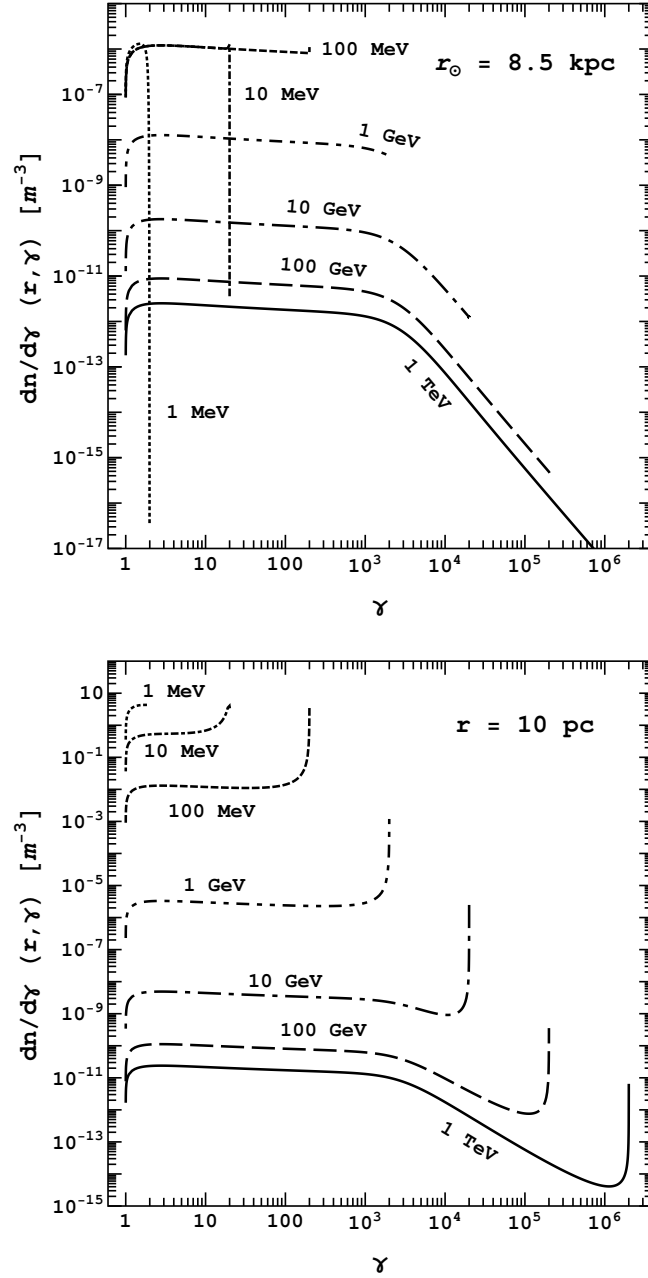 100 MeV
r⊙ = 8.5 kpc
10⁻⁷
10 MeV
1 GeV
10⁻⁹
10 GeV
10⁻¹¹
100 GeV
10⁻¹³
1 TeV
1 MeV
10⁻¹⁵
10⁻¹⁷
dn/dγ (r,γ) [m⁻³]
1 10 100 10³ 10⁴ 10⁵ 10⁶
γ
10
1 MeV
r = 10 pc
10 MeV
10⁻¹
100 MeV
10⁻³
1 GeV
10⁻⁵
10⁻⁷
10 GeV
10⁻⁹
100 GeV
10⁻¹¹
1 TeV
10⁻¹³
10⁻¹⁵
dn/dγ (r,γ) [m⁻³]
1 10 100 10³ 10⁴ 10⁵ 10⁶
γ